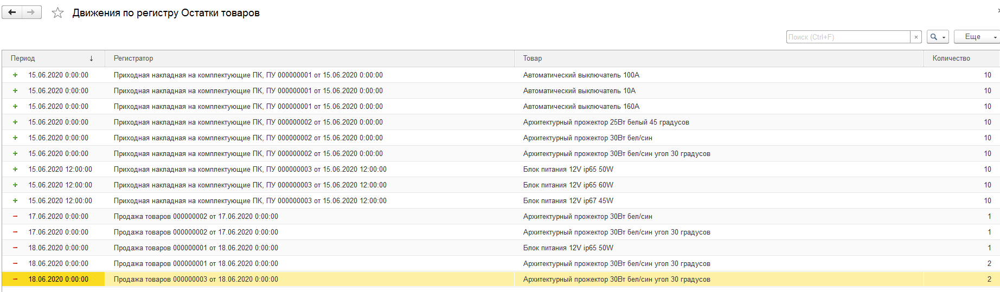 Движения по регистру Остатки товаров
Поиск (Ctrl+F) × Еще
Период ↓ Регистратор Товар Количество
+ 15.06.2020 0:00:00 Приходная накладная на комплектующие ПК, ПУ 000000001 от 15.06.2020 0:00:00 Автоматический выключатель 100А 10
+ 15.06.2020 0:00:00 Приходная накладная на комплектующие ПК, ПУ 000000001 от 15.06.2020 0:00:00 Автоматический выключатель 10А 10
+ 15.06.2020 0:00:00 Приходная накладная на комплектующие ПК, ПУ 000000001 от 15.06.2020 0:00:00 Автоматический выключатель 160А 10
+ 15.06.2020 0:00:00 Приходная накладная на комплектующие ПК, ПУ 000000002 от 15.06.2020 0:00:00 Архитектурный прожектор 25Вт белый 45 градусов 10
+ 15.06.2020 0:00:00 Приходная накладная на комплектующие ПК, ПУ 000000002 от 15.06.2020 0:00:00 Архитектурный прожектор 30Вт бел/син 10
+ 15.06.2020 0:00:00 Приходная накладная на комплектующие ПК, ПУ 000000002 от 15.06.2020 0:00:00 Архитектурный прожектор 30Вт бел/син угол 30 градусов 10
+ 15.06.2020 12:00:00 Приходная накладная на комплектующие ПК, ПУ 000000003 от 15.06.2020 12:00:00 Блок питания 12V ip65 50W 10
+ 15.06.2020 12:00:00 Приходная накладная на комплектующие ПК, ПУ 000000003 от 15.06.2020 12:00:00 Блок питания 12V ip65 60W 10
+ 15.06.2020 12:00:00 Приходная накладная на комплектующие ПК, ПУ 000000003 от 15.06.2020 12:00:00 Блок питания 12V ip67 45W 10
− 17.06.2020 0:00:00 Продажа товаров 000000002 от 17.06.2020 0:00:00 Архитектурный прожектор 30Вт бел/син 1
− 17.06.2020 0:00:00 Продажа товаров 000000002 от 17.06.2020 0:00:00 Архитектурный прожектор 30Вт бел/син угол 30 градусов 1
− 18.06.2020 0:00:00 Продажа товаров 000000001 от 18.06.2020 0:00:00 Блок питания 12V ip65 50W 1
− 18.06.2020 0:00:00 Продажа товаров 000000001 от 18.06.2020 0:00:00 Архитектурный прожектор 30Вт бел/син угол 30 градусов 2
− 18.06.2020 0:00:00 Продажа товаров 000000003 от 18.06.2020 0:00:00 Архитектурный прожектор 30Вт бел/син угол 30 градусов 2